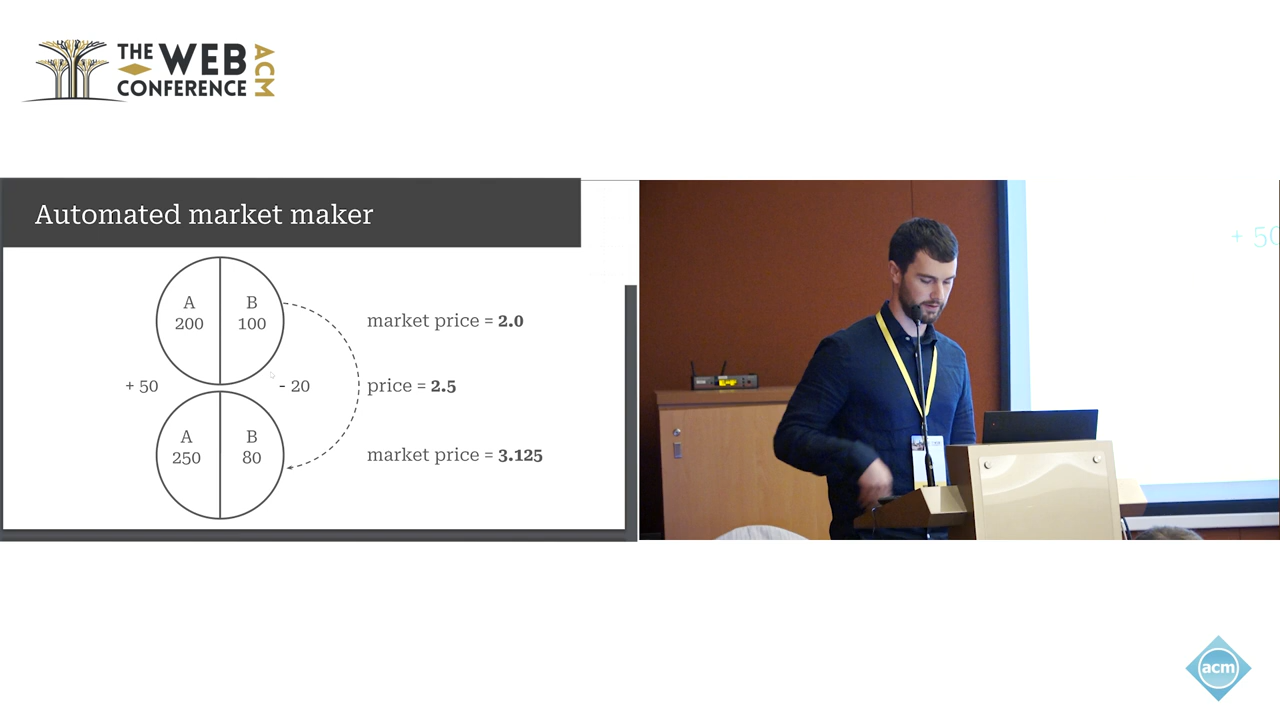 THE WEB
CONFERENCE
ACM
Automated market maker
A
200
B
100
market price = 2.0
+ 50
- 20
price = 2.5
A
250
B
80
market price = 3.125
+ 50
acm